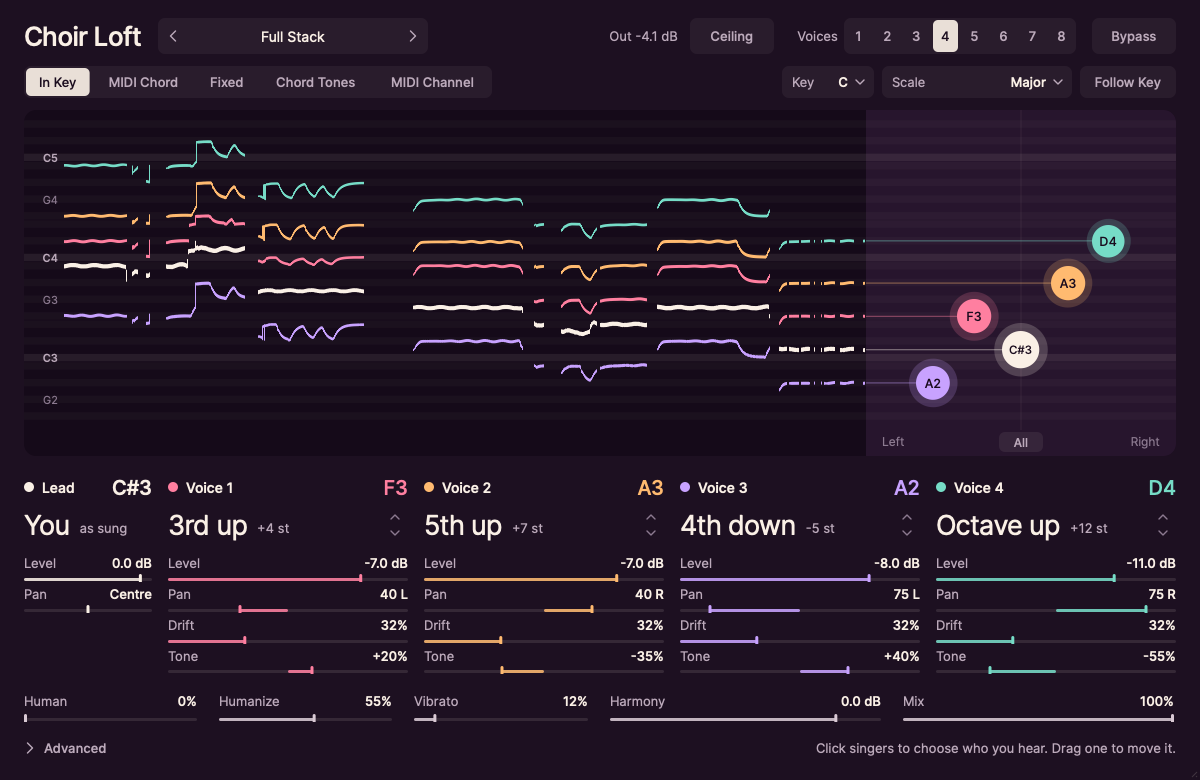 Choir Loft Full Stack Out -4.1 dB Ceiling Voices 1 2 3 4 5 6 7 8 Bypass
In Key MIDI Chord Fixed Chord Tones MIDI Channel Key C Scale Major Follow Key
C5
G4
C4
G3
C3
G2
D4
A3
F3
C#3
A2
Left All Right
Lead C#3 Voice 1 F3 Voice 2 A3 Voice 3 A2 Voice 4 D4
You as sung 3rd up +4 st 5th up +7 st 4th down -5 st Octave up +12 st
Level 0.0 dB Level -7.0 dB Level -7.0 dB Level -8.0 dB Level -11.0 dB
Pan Centre Pan 40 L Pan 40 R Pan 75 L Pan 75 R
Drift 32% Drift 32% Drift 32% Drift 32%
Tone +20% Tone -35% Tone +40% Tone -55%
Human 0% Humanize 55% Vibrato 12% Harmony 0.0 dB Mix 100%
Advanced Click singers to choose who you hear. Drag one to move it.